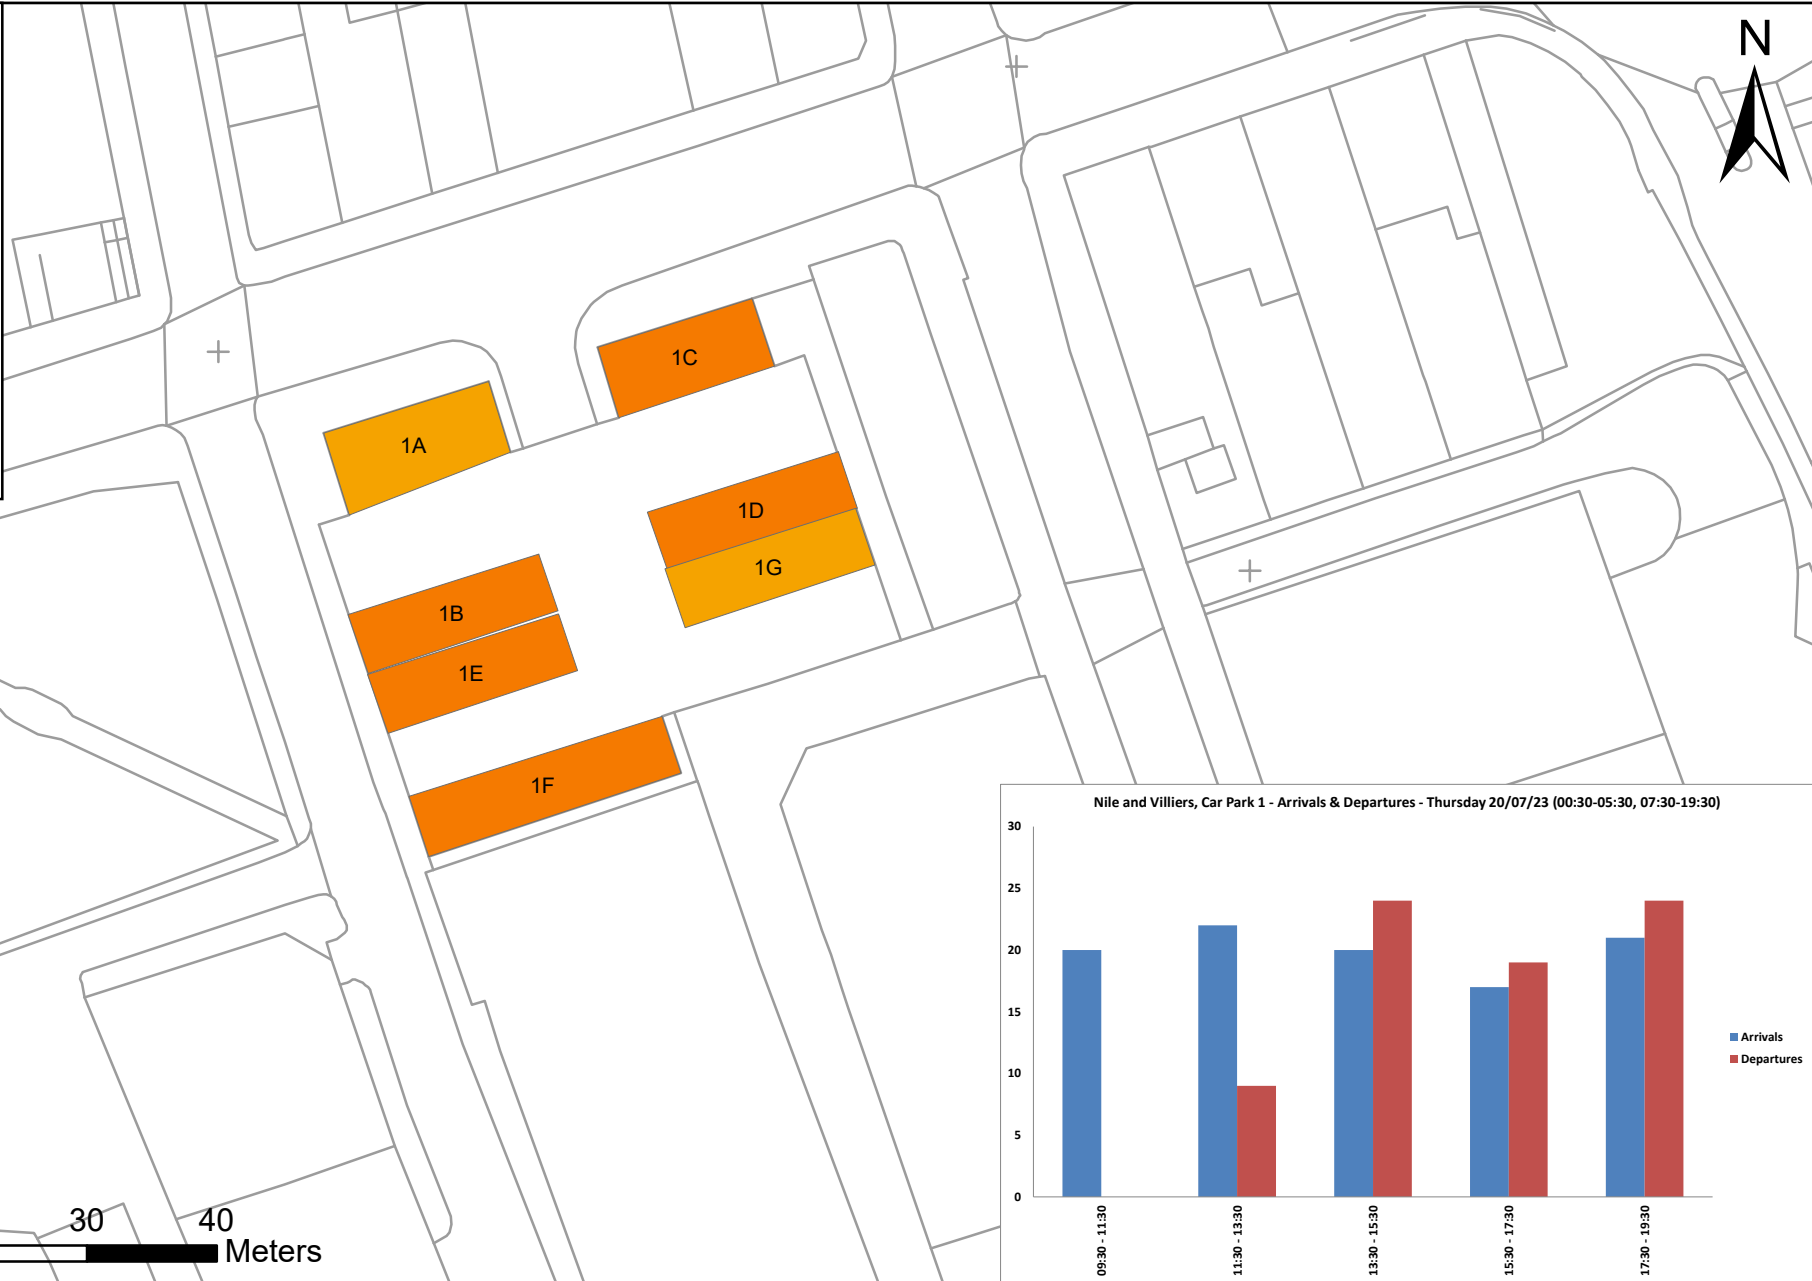 N
1C
1A
1D
1G
1B
1E
1F
30 40
Meters
Nile and Villiers, Car Park 1 - Arrivals & Departures - Thursday 20/07/23 (00:30-05:30, 07:30-19:30)
30
25
20
15
10
5
0
Arrivals
Departures
09:30 - 11:30
11:30 - 13:30
13:30 - 15:30
15:30 - 17:30
17:30 - 19:30